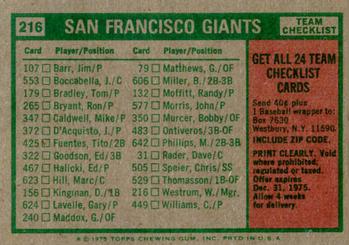 216 SAN FRANCISCO GIANTS TEAM CHECKLIST
Card Player/Position Card Player/Position
107 □ Barr, Jim/P 79 □ Matthews, G./OF
553 □ Boccabella, J./C 606 □ Miller, B./2B-3B
179 □ Bradley, Tom/P 132 □ Moffitt, Randy/P
265 □ Bryant, Ron/P 577 □ Morris, John/P
347 □ Caldwell, Mike/P 350 □ Murcer, Bobby/OF
372 □ D'Acquisto, J./P 483 □ Ontiveros/3B-OF
425 □ Fuentes, Tito/2B 642 □ Phillips, M./2B-3B
322 □ Goodson, Ed/3B 31 □ Rader, Dave/C
467 □ Halicki, Ed/P 505 □ Speier, Chris/SS
623 □ Hill, Marc/C 529 □ Thomasson/1B-OF
156 □ Kingman, D./1B 216 □ Westrum, W./Mgr.
624 □ Lavelle, Gary/P 449 □ Williams, C./P
240 □ Maddox, G./OF
GET ALL 24 TEAM
CHECKLIST
CARDS
Send 40¢ plus
1 Baseball wrapper to:
Box 7630
Westbury, N.Y. 11590.
INCLUDE ZIP CODE.
PRINT CLEARLY. Void
where prohibited,
regulated or taxed.
Offer expires
Dec. 31, 1975.
Allow 4 weeks
for delivery.
© 1975 TOPPS CHEWING GUM, INC. PRTD IN U.S.A.